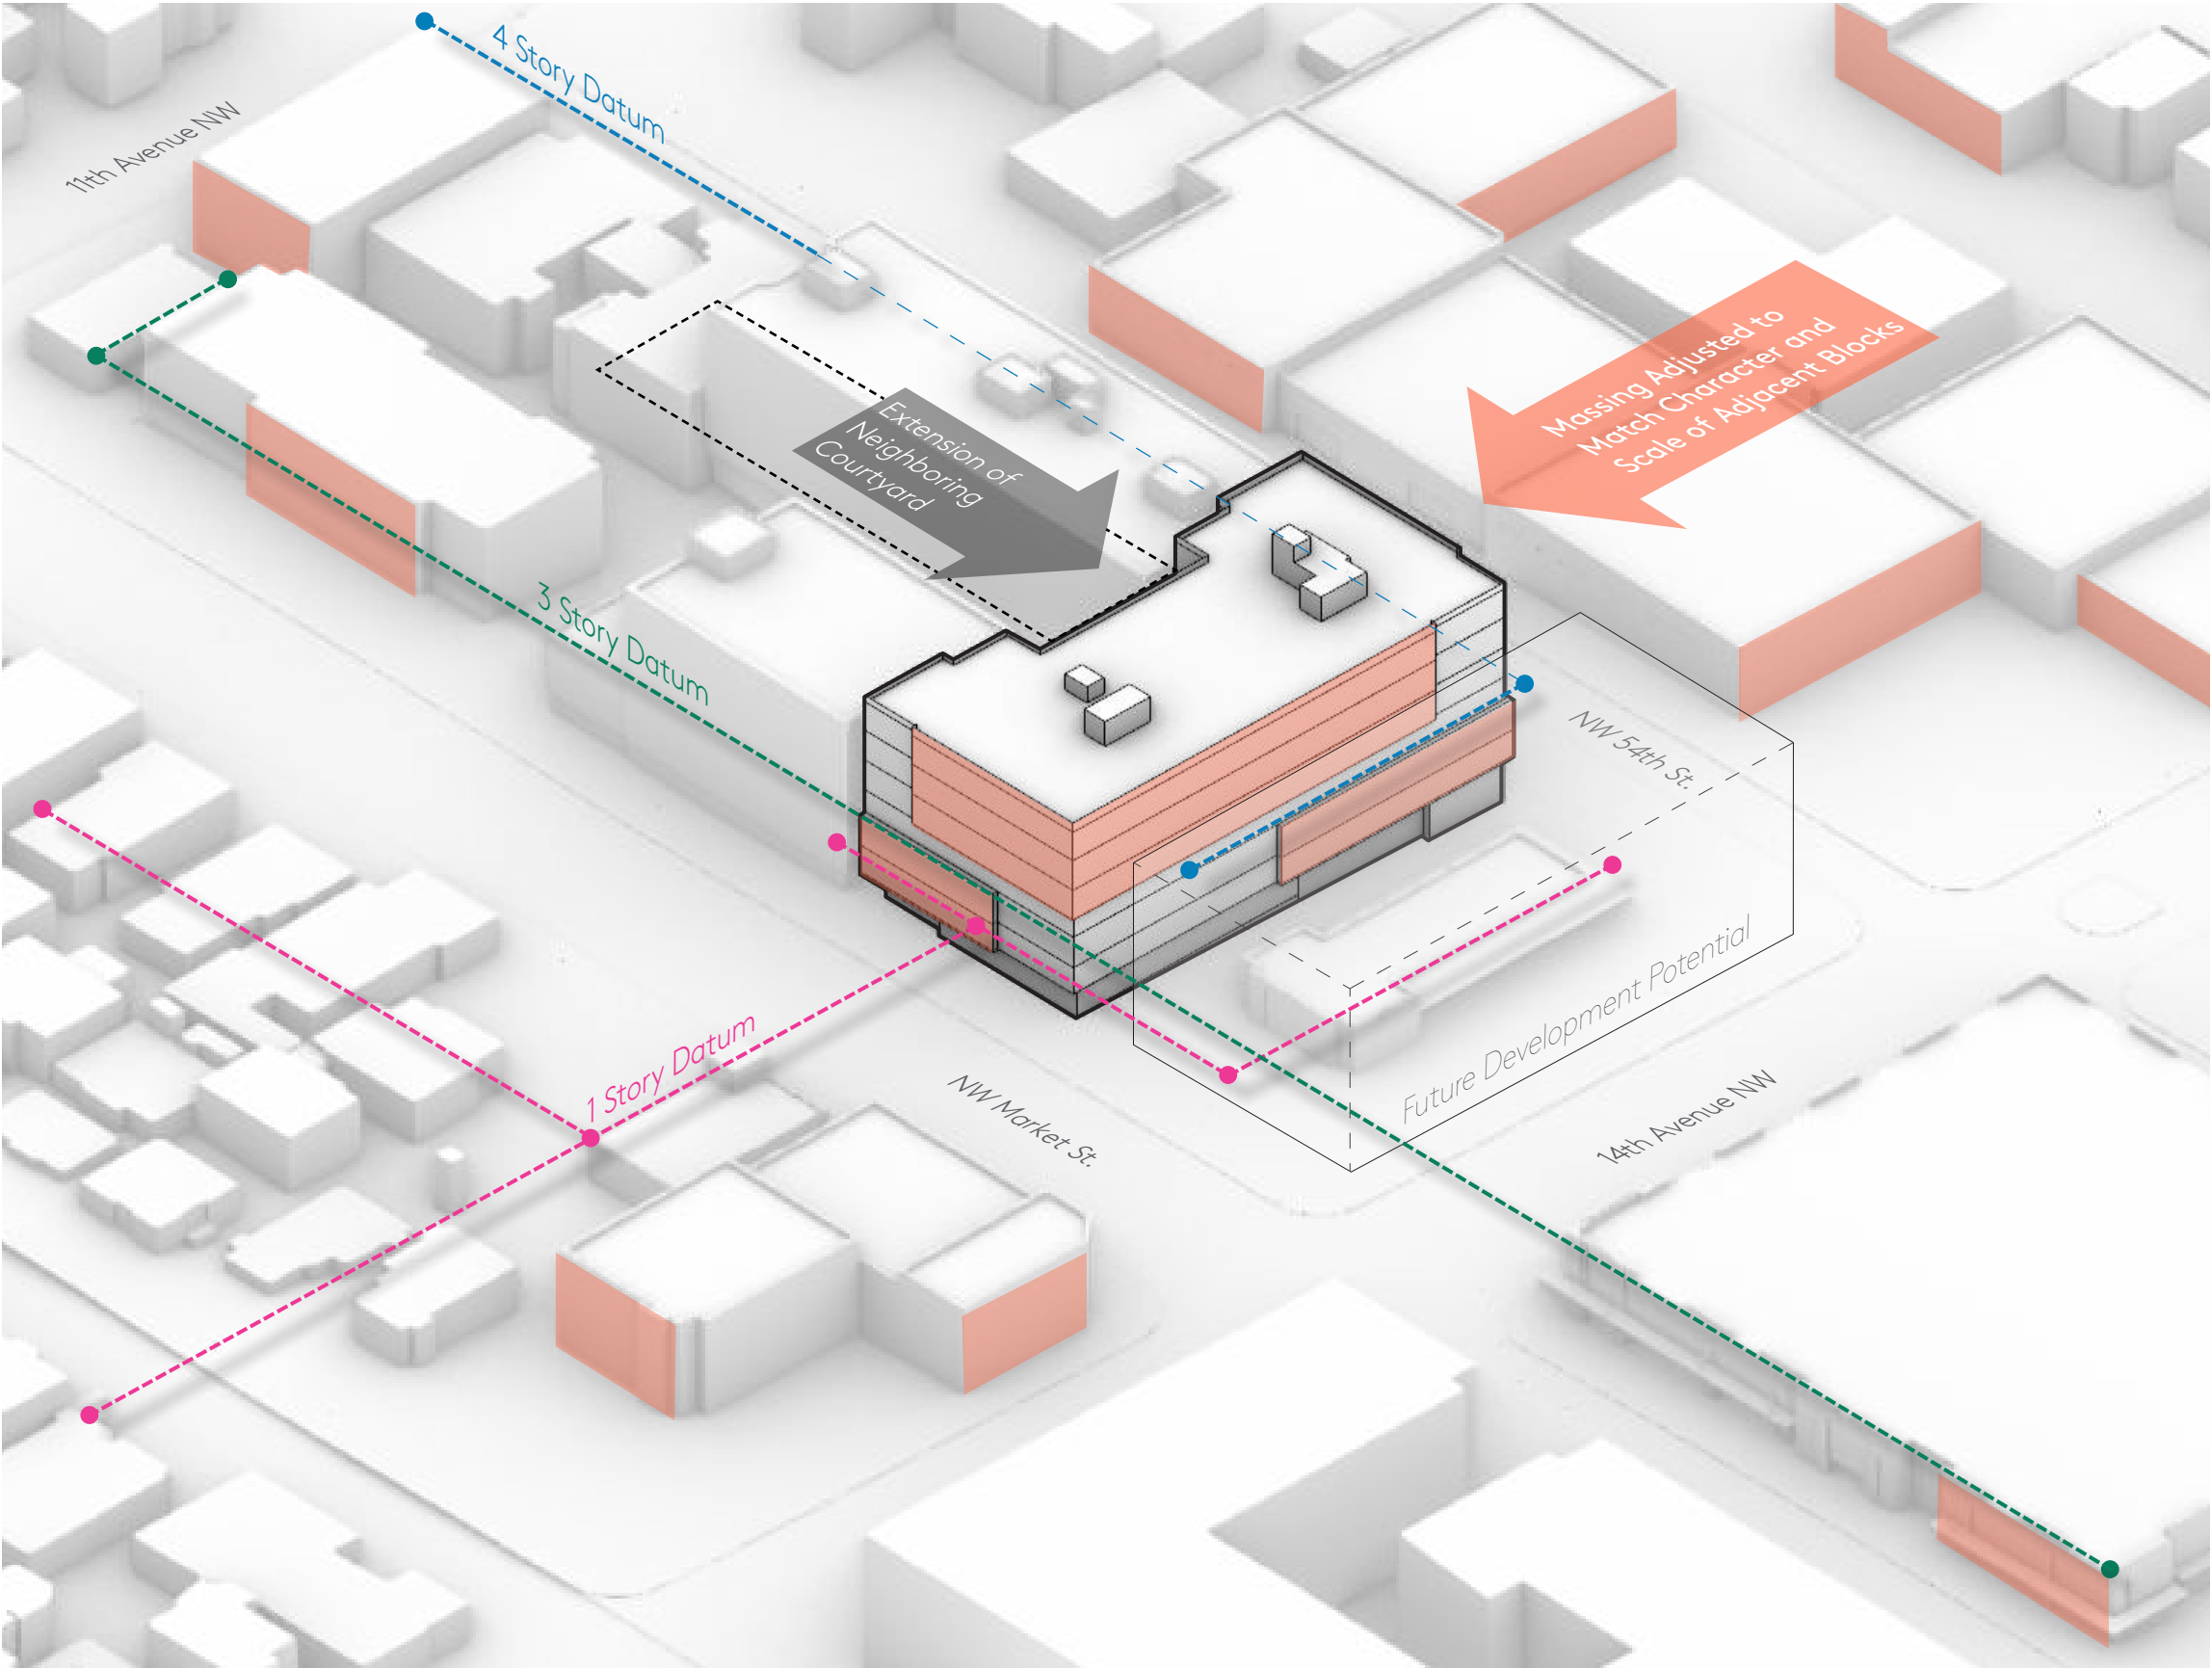 4 Story Datum
11th Avenue NW
Massing Adjusted to
Match Character and
Scale of Adjacent Blocks
Extension of
Neighboring
Courtyard
3 Story Datum
NW 54th St.
Future Development Potential
1 Story Datum
NW Market St.
14th Avenue NW